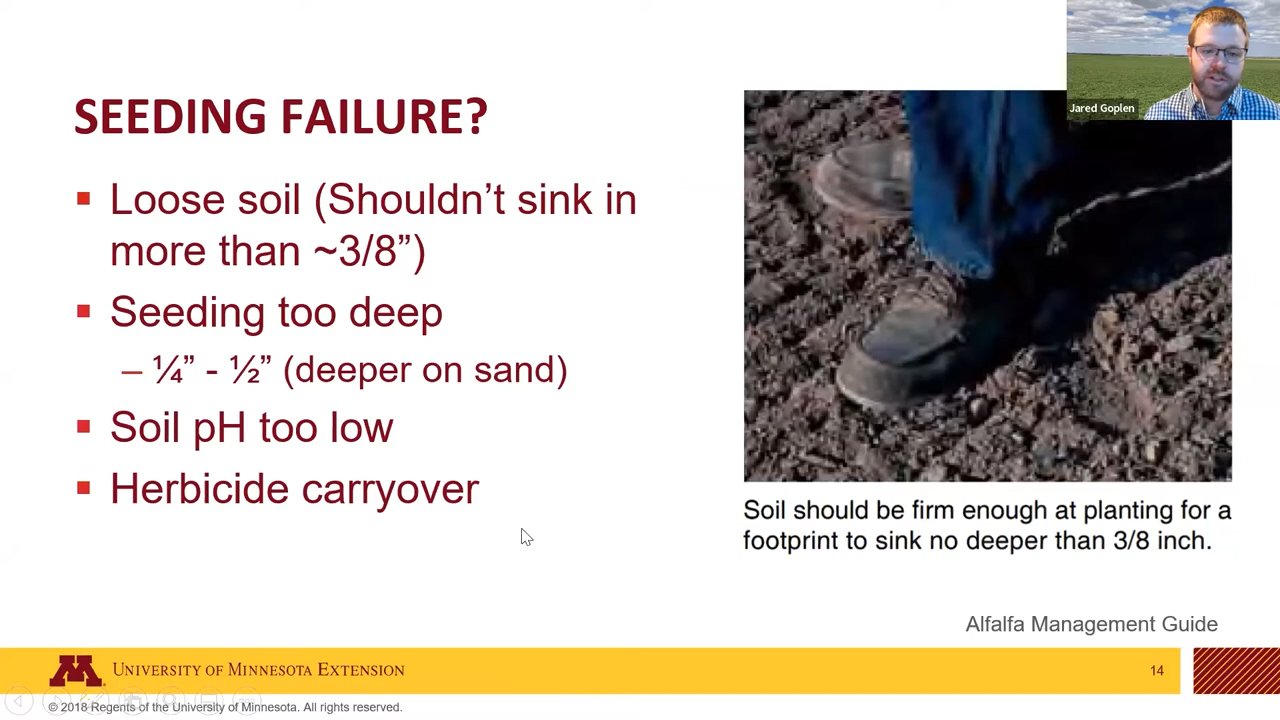 Jared Goplen
SEEDING FAILURE?
▪ Loose soil (Shouldn’t sink in
more than ~3/8”)
▪ Seeding too deep
– ¼” - ½” (deeper on sand)
▪ Soil pH too low
▪ Herbicide carryover
Soil should be firm enough at planting for a
footprint to sink no deeper than 3/8 inch.
Alfalfa Management Guide
M UNIVERSITY OF MINNESOTA EXTENSION
14
© 2018 Regents of the University of Minnesota. All rights reserved.